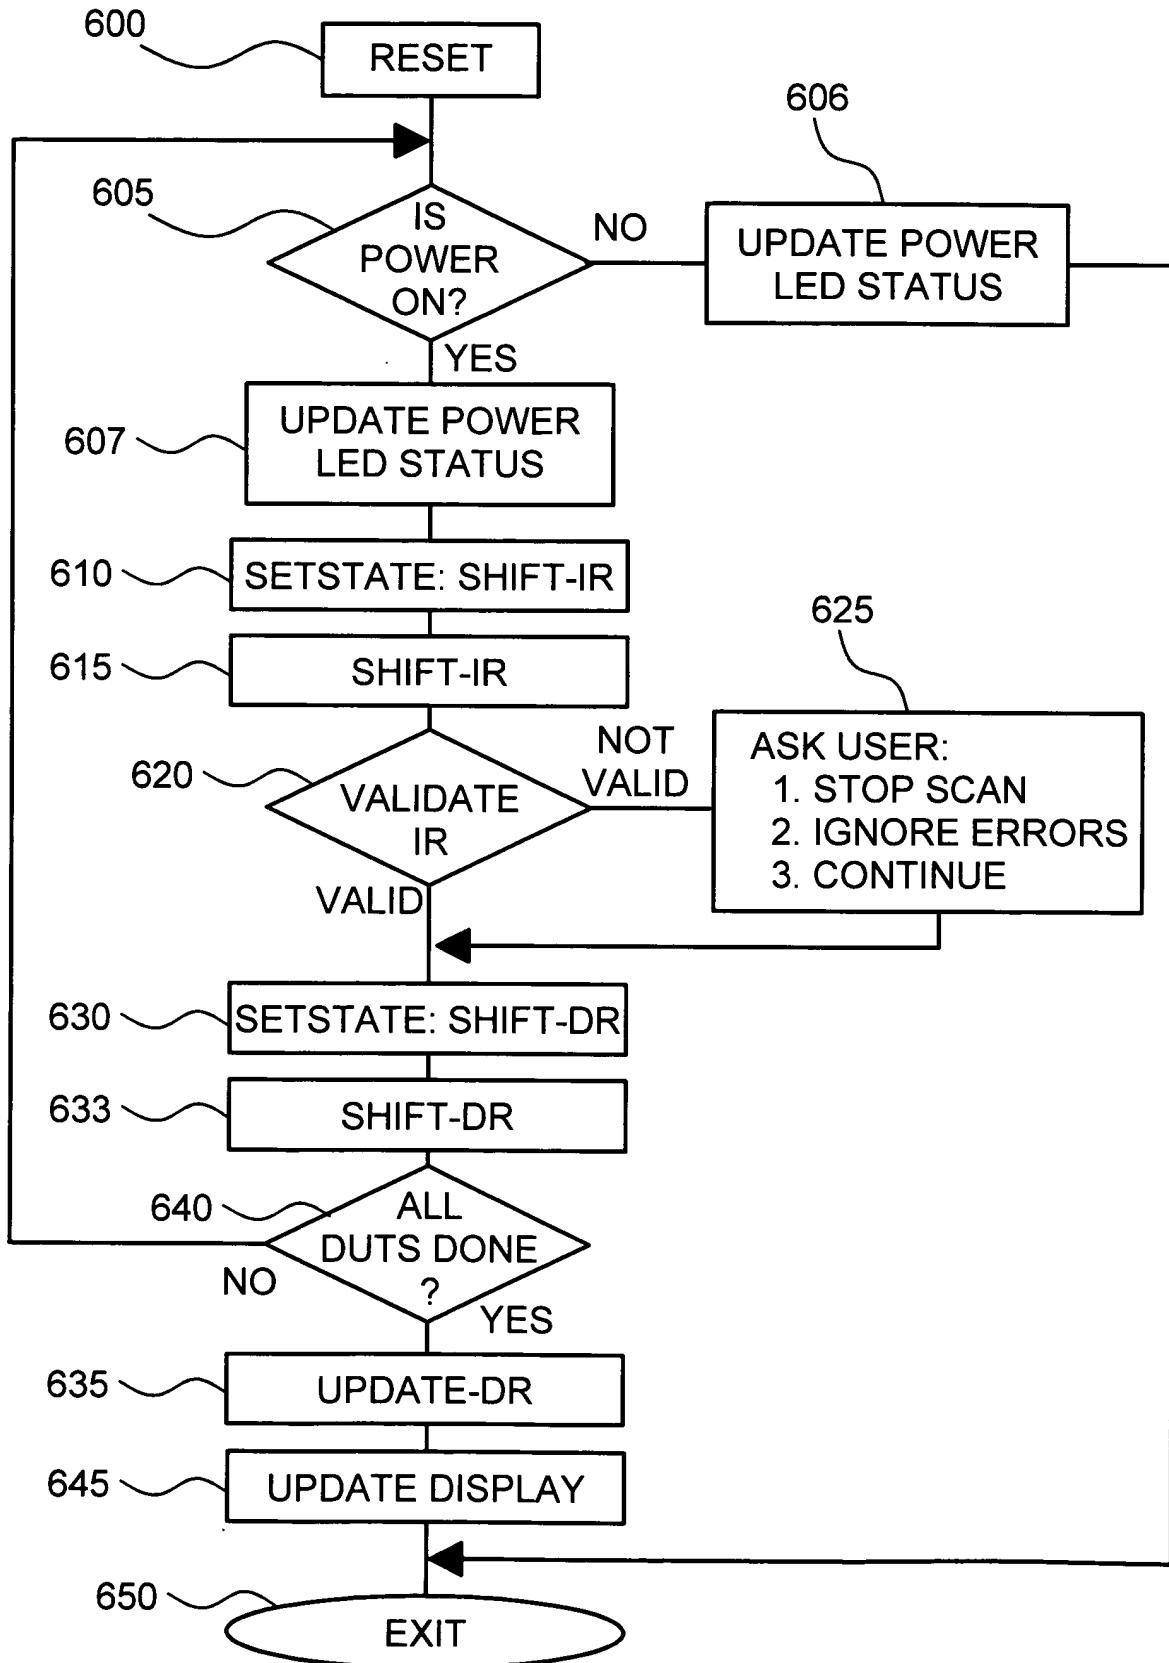 600
RESET
606
605
IS
POWER
ON?
NO
UPDATE POWER
LED STATUS
YES
607
UPDATE POWER
LED STATUS
610
SETSTATE: SHIFT-IR
625
615
SHIFT-IR
620
VALIDATE
IR
NOT
VALID
ASK USER:
1. STOP SCAN
2. IGNORE ERRORS
3. CONTINUE
VALID
630
SETSTATE: SHIFT-DR
633
SHIFT-DR
640
ALL
DUTS DONE
?
NO
YES
635
UPDATE-DR
645
UPDATE DISPLAY
650
EXIT